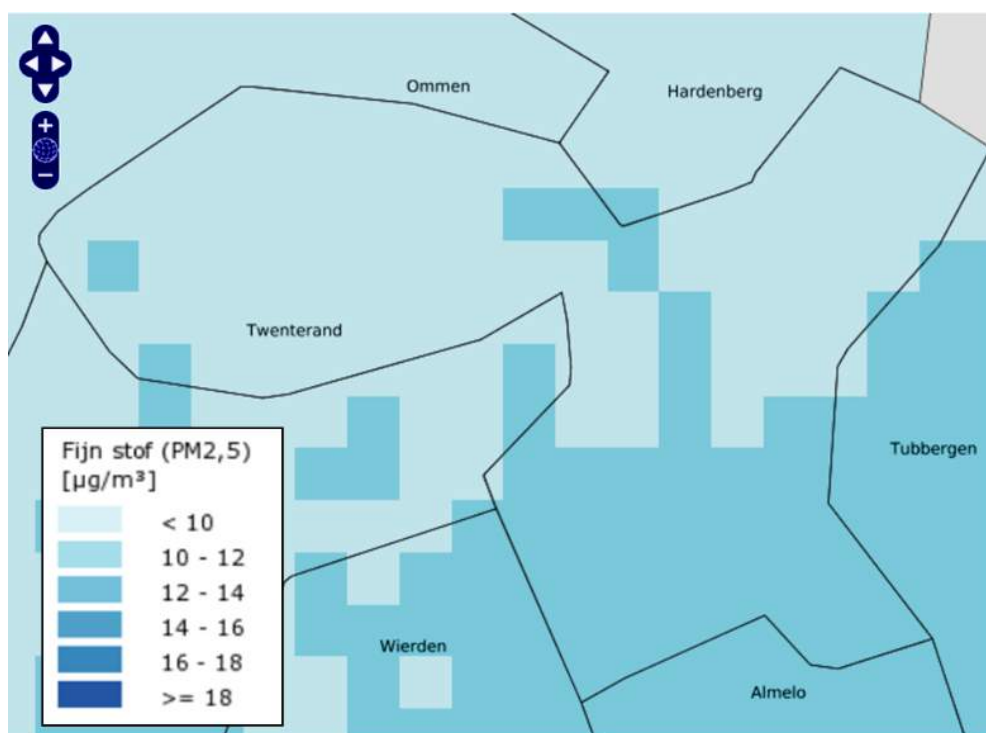 Ommen
Hardenberg
Twenterand
Tubbergen
Wierden
Almelo
Fijn stof (PM2,5)
[µg/m³]
< 10
10 - 12
12 - 14
14 - 16
16 - 18
>= 18